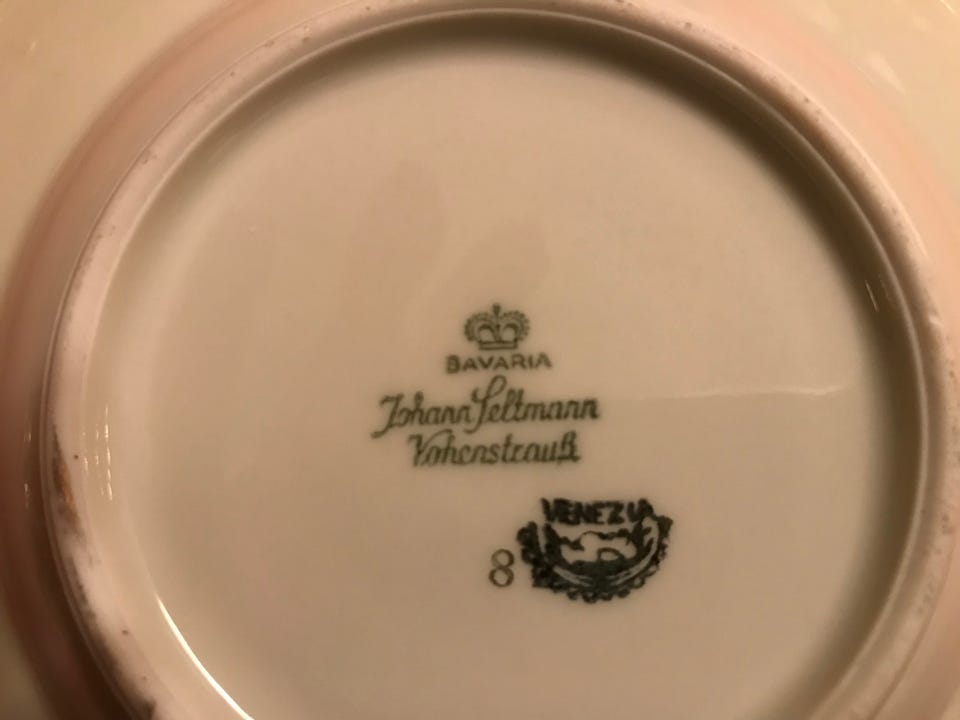 BAVARIA
Johann Seltmann
Vohenstrauß
VENEZIA
8